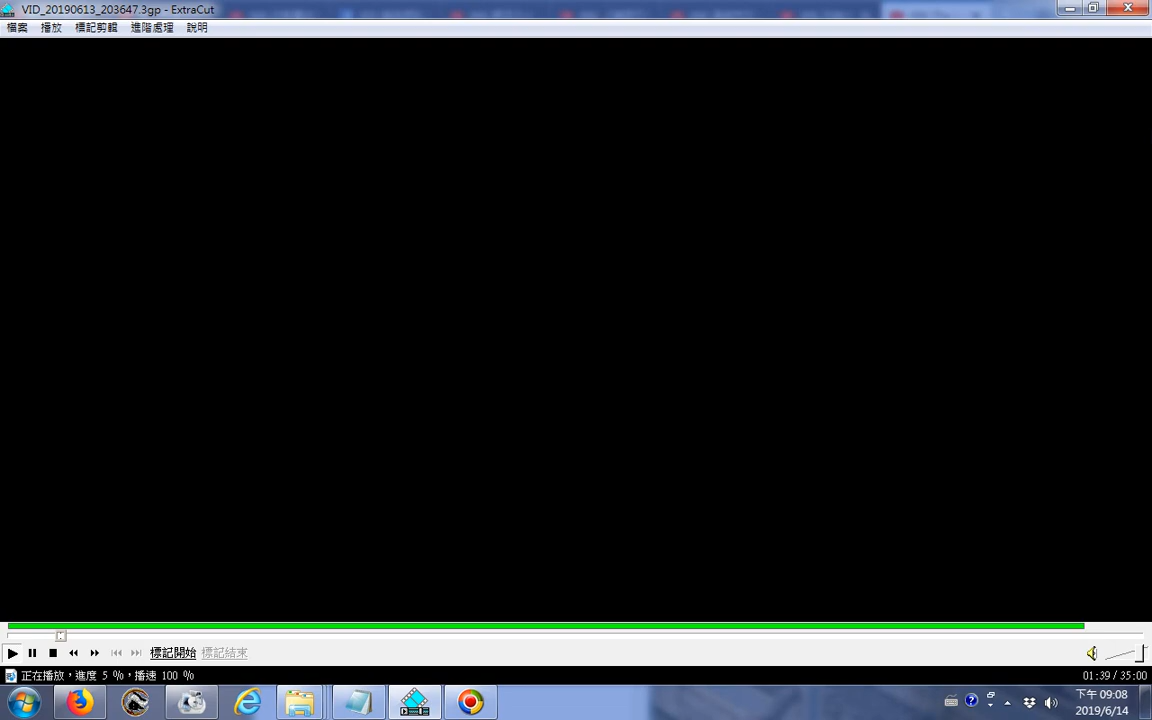 VID_20190613_203647.3gp - ExtraCut
檔案 播放 標記剪輯 進階處理 說明
標記開始 標記結束
正在播放，進度 5 %，播速 100 %
01:39 / 35:00
下午 09:08
2019/6/14